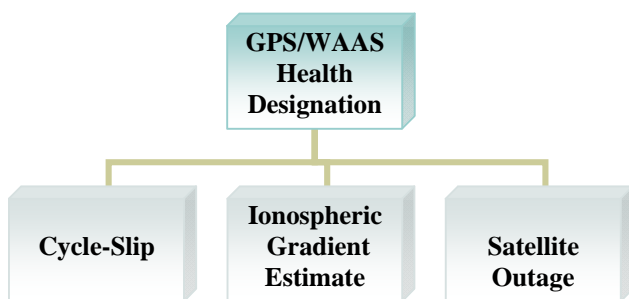 GPS/WAAS
Health
Designation
Cycle-Slip
Ionospheric
Gradient
Estimate
Satellite
Outage